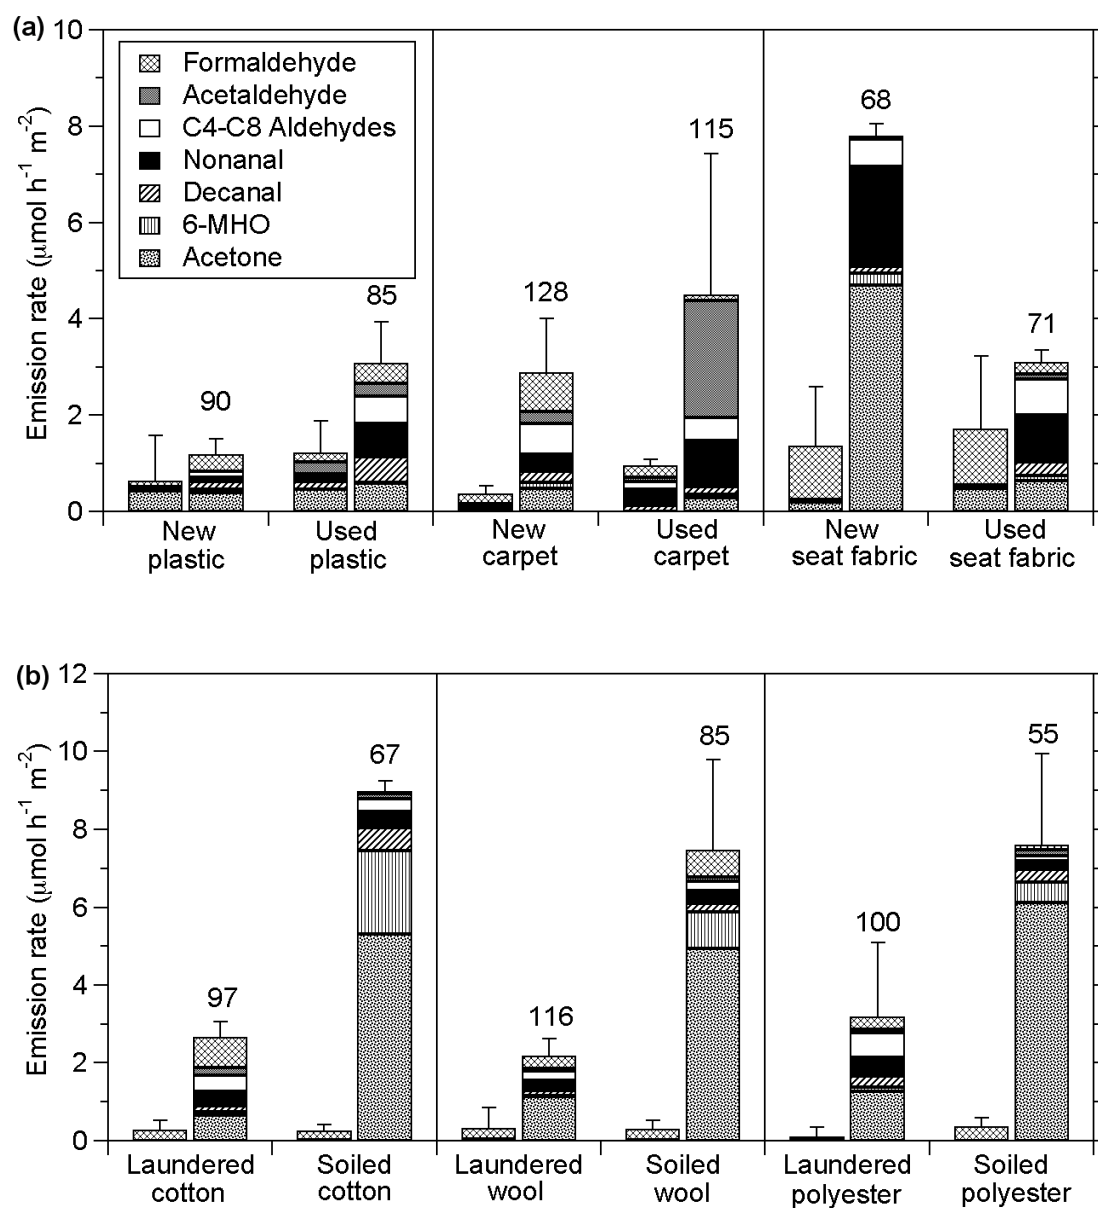 (a)
10
8
6
4
2
0
Emission rate (μmol h⁻¹ m⁻²)
Formaldehyde
Acetaldehyde
C4-C8 Aldehydes
Nonanal
Decanal
6-MHO
Acetone
90
85
128
115
68
71
New
plastic
Used
plastic
New
carpet
Used
carpet
New
seat fabric
Used
seat fabric
(b)
12
10
8
6
4
2
0
Emission rate (μmol h⁻¹ m⁻²)
97
67
116
85
100
55
Laundered
cotton
Soiled
cotton
Laundered
wool
Soiled
wool
Laundered
polyester
Soiled
polyester